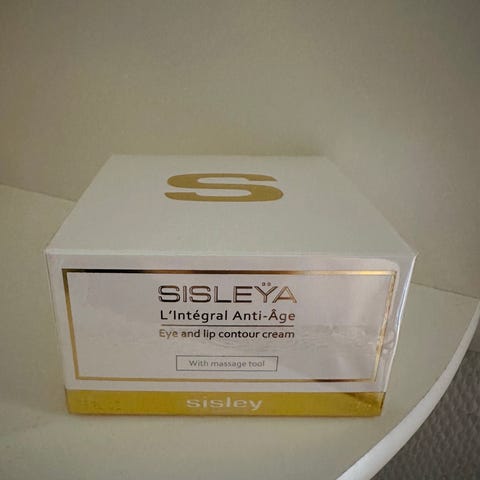 S
SISLEŸA
L'Intégral Anti-Âge
Eye and lip contour cream
With massage tool
sisley